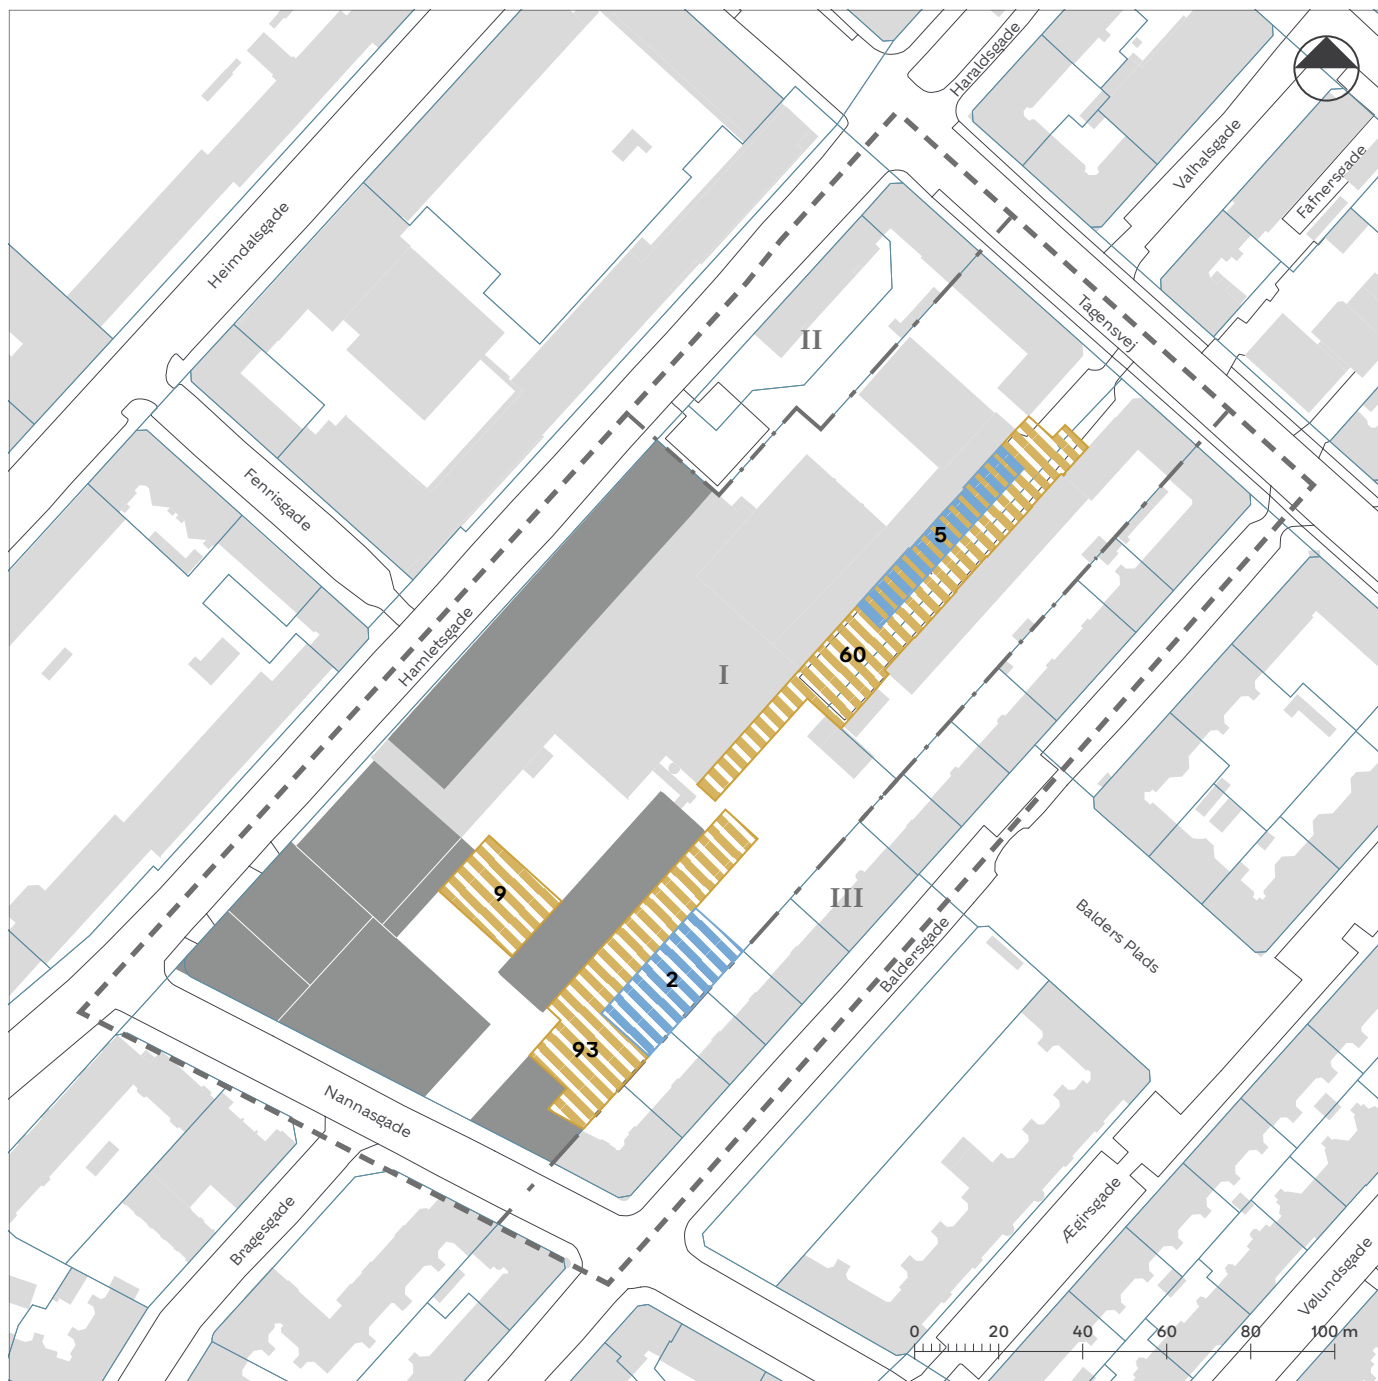 Haraldsgade
Valhalsgade
Fafnersgade
Heimdalsgade
Tagensvej
II
Fenrisgade
5
Hamletsgade
60
I
9
III
Balders Plads
Baldersgade
2
93
Nannasgade
Bragesgade
Ægirsgade
Vølundsgade
0 20 40 60 80 100 m